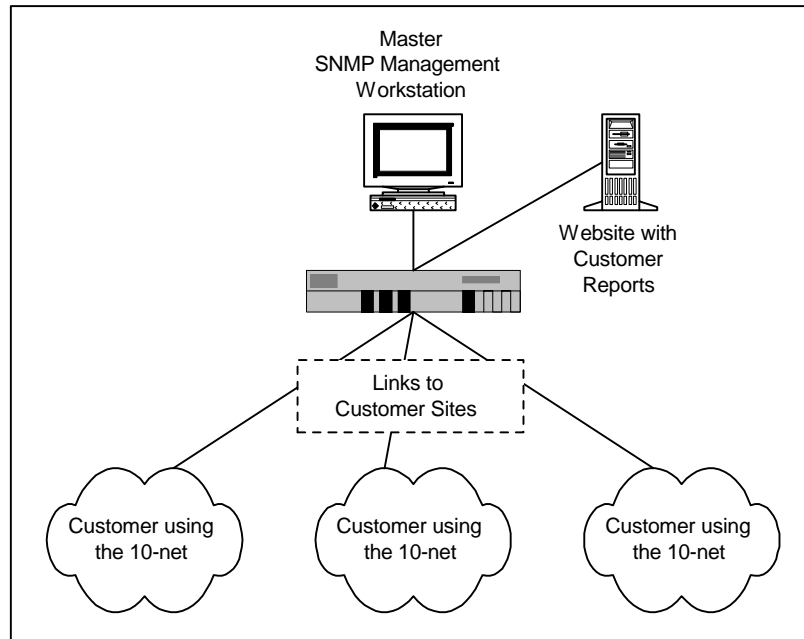 Master
SNMP Management
Workstation
Website with
Customer
Reports
Links to
Customer Sites
Customer using
the 10-net
Customer using
the 10-net
Customer using
the 10-net